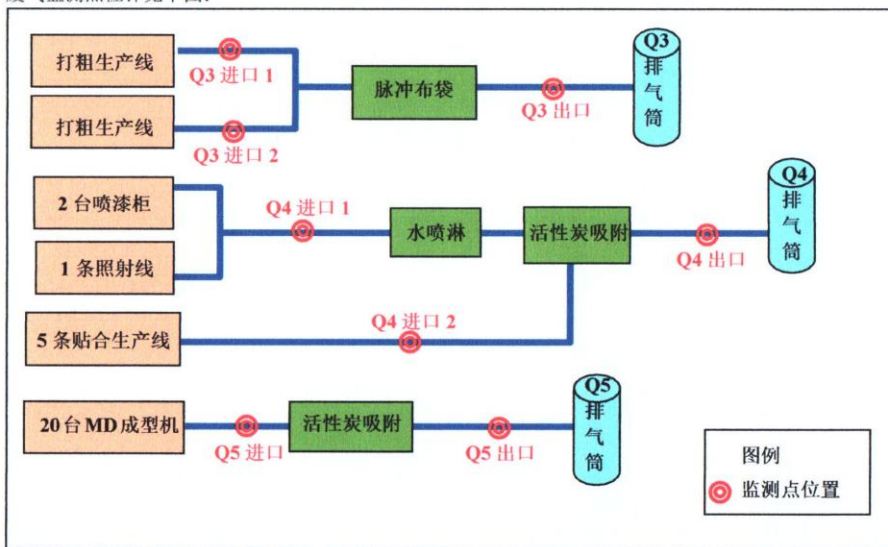 打粗生产线
Q3 进口 1
脉冲布袋
Q3 出口
Q3
排
气
筒
打粗生产线
Q3 进口 2
2 台喷漆柜
Q4 进口 1
水喷淋
活性炭吸附
Q4 出口
Q4
排
气
筒
1 条照射线
5 条贴合生产线
Q4 进口 2
20台MD成型机
Q5 进口
活性炭吸附
Q5 出口
Q5
排
气
筒
图例
监测点位置